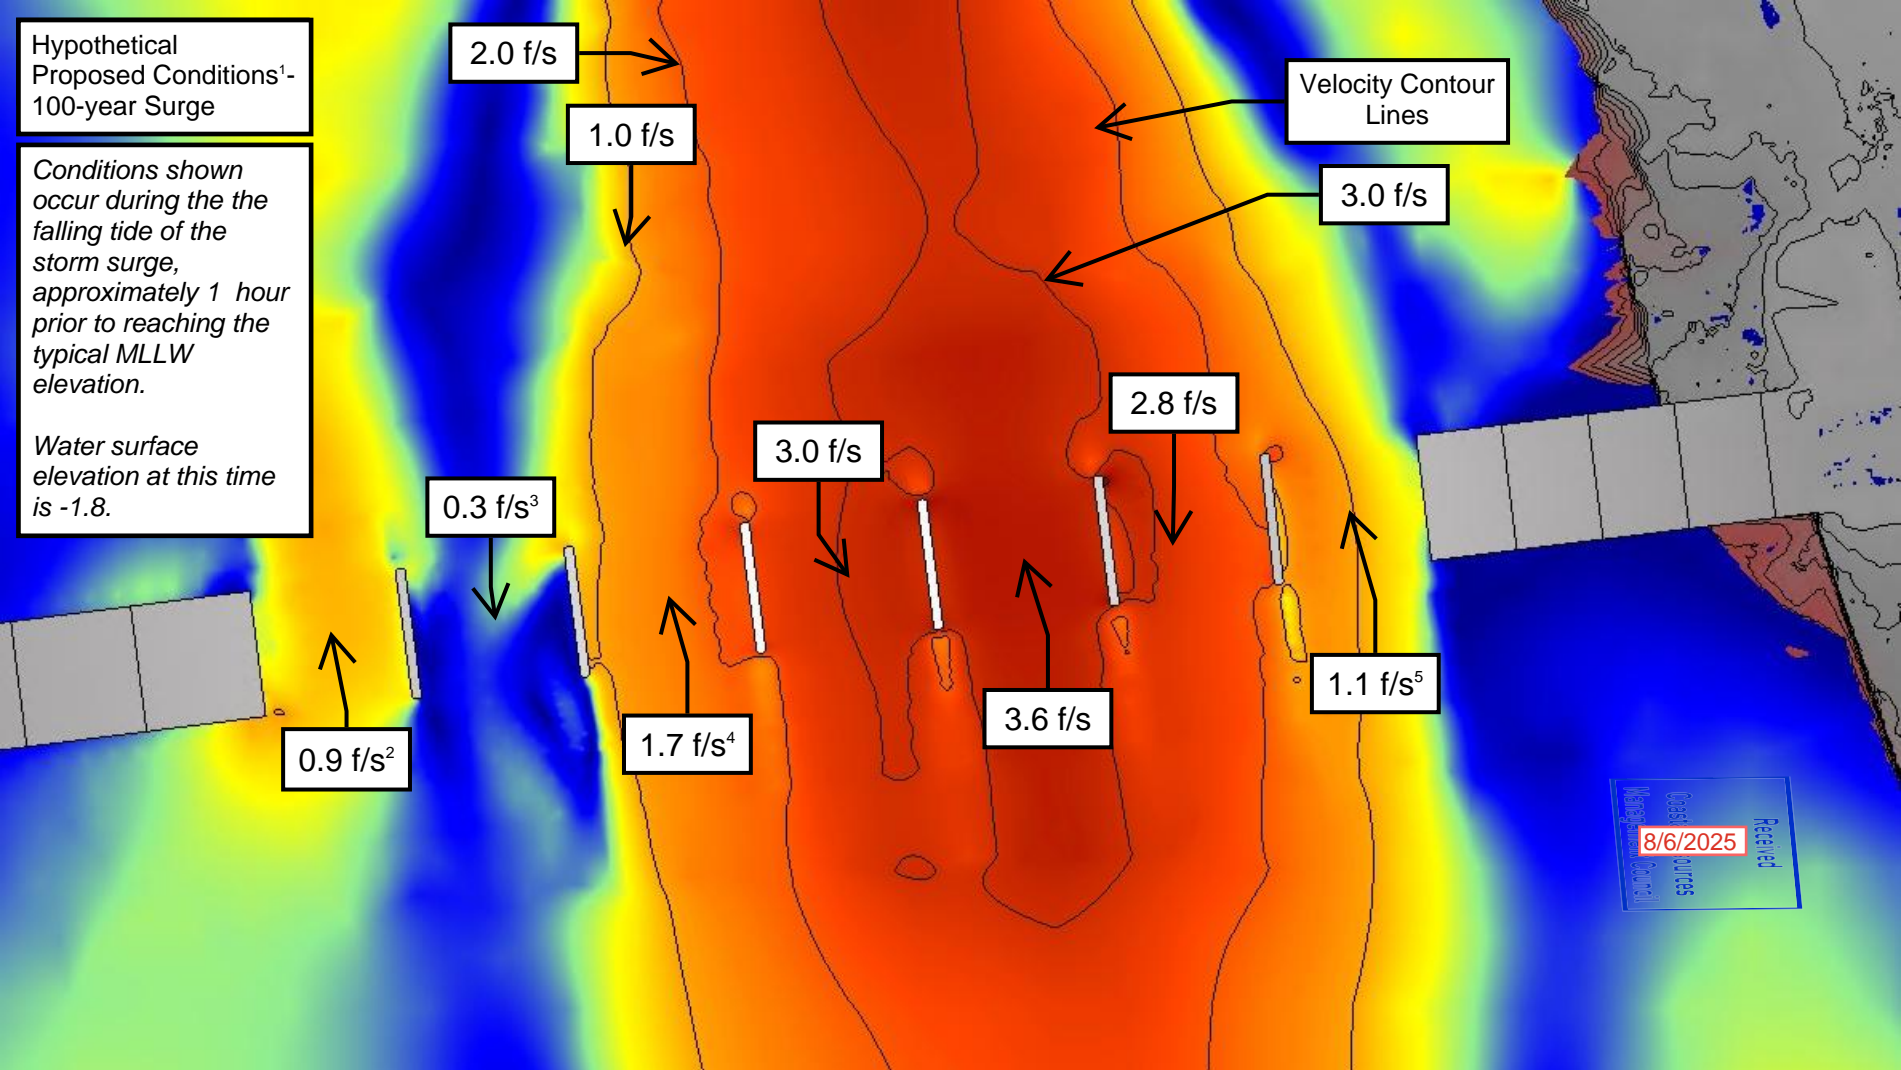 Hypothetical
Proposed Conditions¹-
100-year Surge
Conditions shown
occur during the the
falling tide of the
storm surge,
approximately 1 hour
prior to reaching the
typical MLLW
elevation.
Water surface
elevation at this time
is -1.8.
2.0 f/s
1.0 f/s
Velocity Contour
Lines
3.0 f/s
2.8 f/s
3.0 f/s
0.3 f/s³
0.9 f/s²
1.7 f/s⁴
3.6 f/s
1.1 f/s⁵
Received
8/6/2025
Management Council